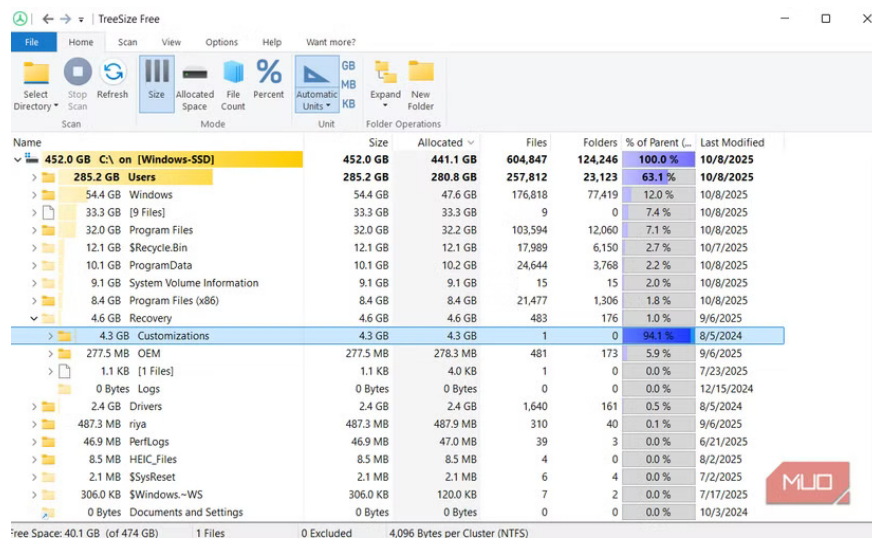 TreeSize Free
File Home Scan View Options Help Want more?
Select Directory Stop Scan Refresh Size Allocated Space File Count Percent Automatic Units GB MB KB Expand New Folder
Scan Mode Unit Folder Operations
Name Size Allocated Files Folders % of Parent (... Last Modified
452.0 GB C:\ on [Windows-SSD] 452.0 GB 441.1 GB 604,847 124,246 100.0 % 10/8/2025
285.2 GB Users 285.2 GB 280.8 GB 257,812 23,123 63.1 % 10/8/2025
54.4 GB Windows 54.4 GB 47.6 GB 176,818 77,419 12.0 % 10/8/2025
33.3 GB [9 Files] 33.3 GB 33.3 GB 9 0 7.4 % 10/8/2025
32.0 GB Program Files 32.0 GB 32.2 GB 103,594 12,060 7.1 % 10/8/2025
12.1 GB $Recycle.Bin 12.1 GB 12.1 GB 17,989 6,150 2.7 % 10/7/2025
10.1 GB ProgramData 10.1 GB 10.2 GB 24,644 3,768 2.2 % 10/8/2025
9.1 GB System Volume Information 9.1 GB 9.1 GB 15 15 2.0 % 10/8/2025
8.4 GB Program Files (x86) 8.4 GB 8.4 GB 21,477 1,306 1.8 % 10/8/2025
4.6 GB Recovery 4.6 GB 4.6 GB 483 176 1.0 % 9/6/2025
4.3 GB Customizations 4.3 GB 4.3 GB 1 0 94.1 % 8/5/2024
277.5 MB OEM 277.5 MB 278.3 MB 481 173 5.9 % 9/6/2025
1.1 KB [1 Files] 1.1 KB 4.0 KB 1 0 0.0 % 7/23/2025
0 Bytes Logs 0 Bytes 0 Bytes 0 0 0.0 % 12/15/2024
2.4 GB Drivers 2.4 GB 2.4 GB 1,640 161 0.5 % 8/5/2024
487.3 MB riya 487.3 MB 487.9 MB 310 40 0.1 % 9/6/2025
46.9 MB PerfLogs 46.9 MB 47.0 MB 39 3 0.0 % 6/21/2025
8.5 MB HEIC_Files 8.5 MB 8.5 MB 4 0 0.0 % 8/2/2025
2.1 MB $SysReset 2.1 MB 2.1 MB 6 4 0.0 % 7/2/2025
306.0 KB $Windows.~WS 306.0 KB 120.0 KB 7 2 0.0 % 7/17/2025
0 Bytes Documents and Settings 0 Bytes 0 Bytes 0 0 0.0 % 10/3/2024
MUO
Free Space: 40.1 GB (of 474 GB) 1 Files 0 Excluded 4,096 Bytes per Cluster (NTFS)